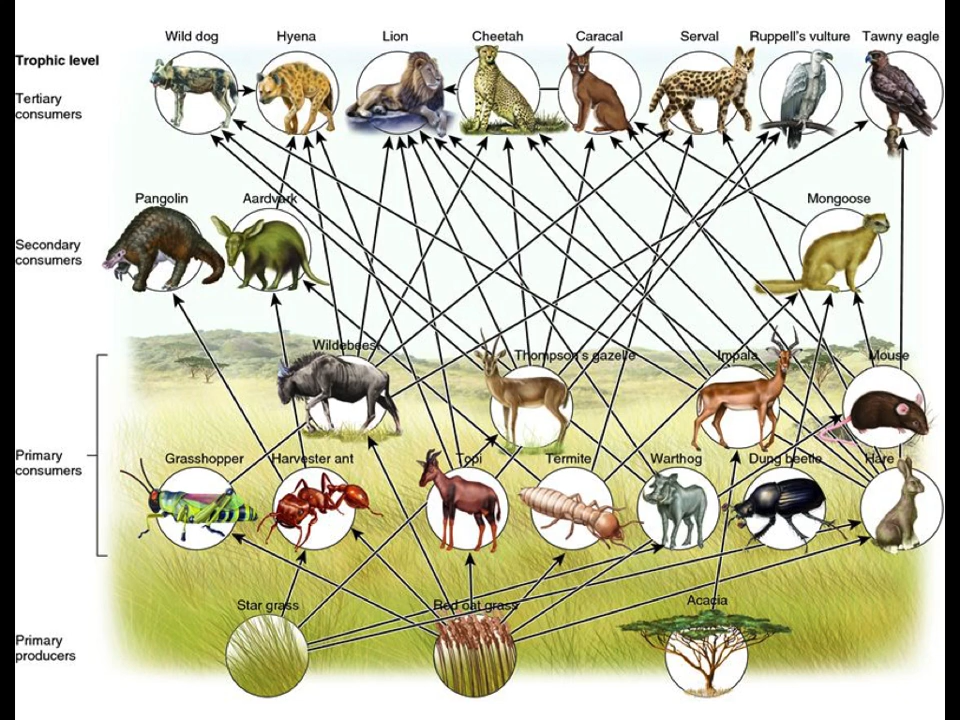 Wild dog
Hyena
Lion
Cheetah
Caracal
Serval
Ruppell's vulture
Tawny eagle
Trophic level
Tertiary
consumers
Pangolin
Aardvark
Mongoose
Secondary
consumers
Wildebeest
Thompson's gazelle
Impala
Mouse
Primary
consumers
Grasshopper
Harvester ant
Topi
Termite
Warthog
Dung beetle
Hare
Star grass
Red oat grass
Acacia
Primary
producers